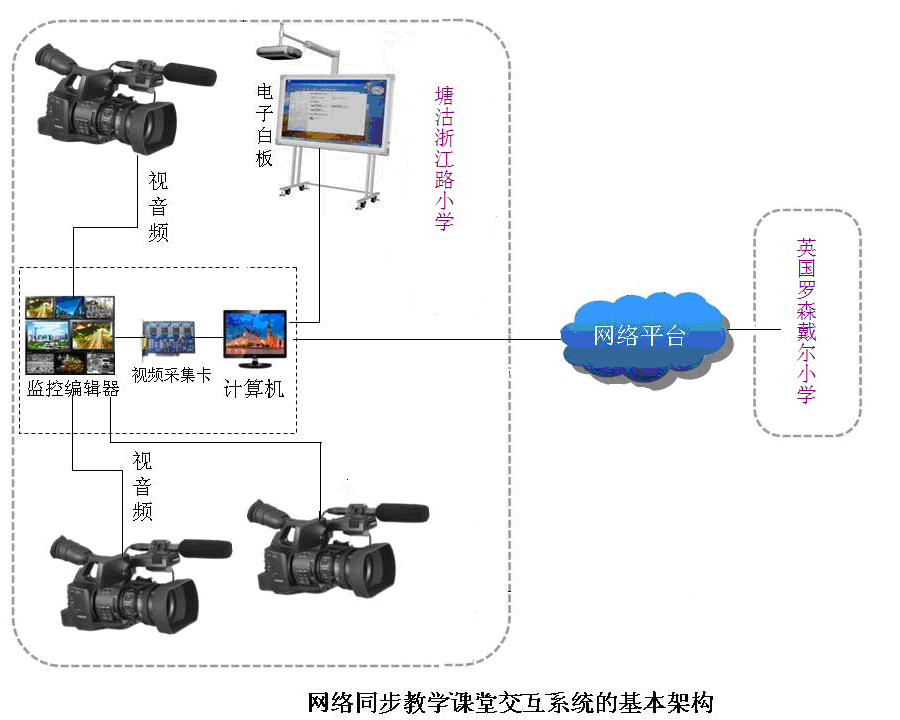 电子白板
塘沽浙江路小学
视音频
英国罗森戴尔小学
网络平台
监控编辑器
视频采集卡
计算机
视音频
网络同步教学课堂交互系统的基本架构